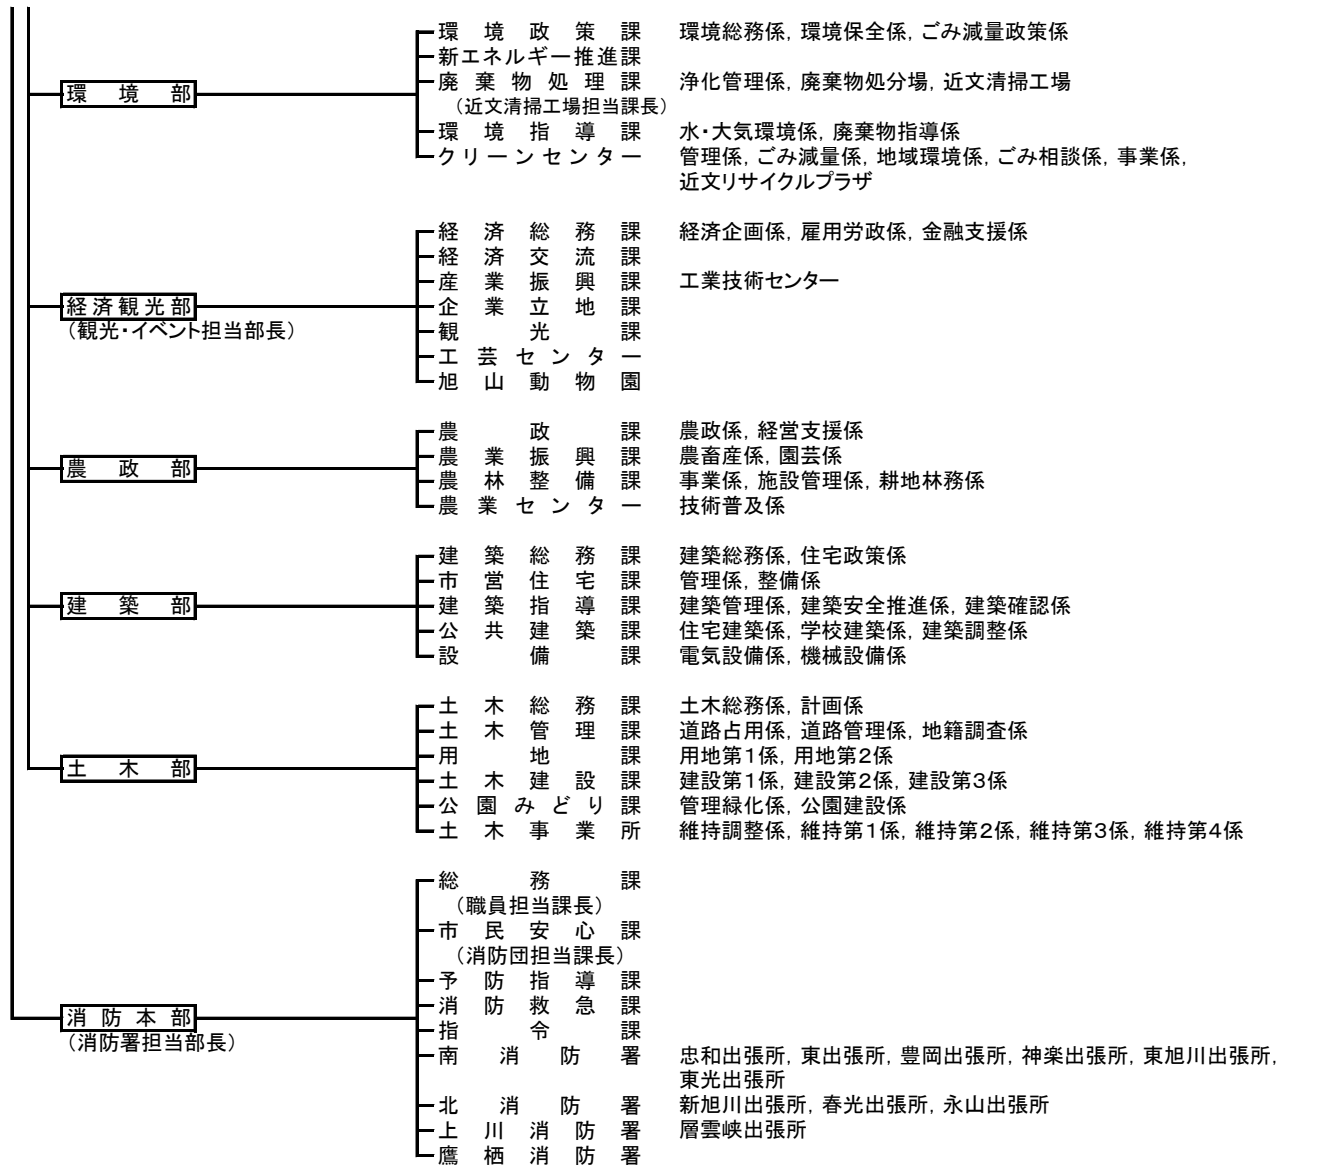 環境政策課 環境総務係, 環境保全係, ごみ減量政策係
新エネルギー推進課
環境部 廃棄物処理課 浄化管理係, 廃棄物処分場, 近文清掃工場
（近文清掃工場担当課長）
環境指導課 水・大気環境係, 廃棄物指導係
クリーンセンター 管理係, ごみ減量係, 地域環境係, ごみ相談係, 事業係,
近文リサイクルプラザ
経済総務課 経済企画係, 雇用労政係, 金融支援係
経済交流課
産業振興課 工業技術センター
経済観光部 企業立地課
（観光・イベント担当部長） 観光課
工芸センター
旭山動物園
農政課 農政係, 経営支援係
農業振興課 農畜産係, 園芸係
農政部 農林整備課 事業係, 施設管理係, 耕地林務係
農業センター 技術普及係
建築総務課 建築総務係, 住宅政策係
市営住宅課 管理係, 整備係
建築部 建築指導課 建築管理係, 建築安全推進係, 建築確認係
公共建築課 住宅建築係, 学校建築係, 建築調整係
設備課 電気設備係, 機械設備係
土木総務課 土木総務係, 計画係
土木管理課 道路占用係, 道路管理係, 地籍調査係
用地課 用地第1係, 用地第2係
土木部 土木建設課 建設第1係, 建設第2係, 建設第3係
公園みどり課 管理緑化係, 公園建設係
土木事業所 維持調整係, 維持第1係, 維持第2係, 維持第3係, 維持第4係
総務課
（職員担当課長）
市民安心課
（消防団担当課長）
予防指導課
消防救急課
消防本部 指令課
（消防署担当部長） 南消防署 忠和出張所, 東出張所, 豊岡出張所, 神楽出張所, 東旭川出張所,
東光出張所
北消防署 新旭川出張所, 春光出張所, 永山出張所
上川消防署 層雲峡出張所
鷹栖消防署